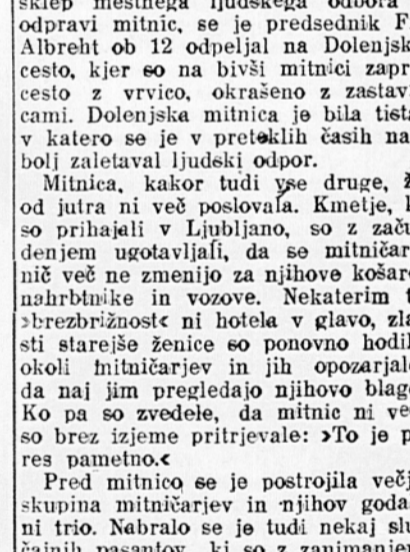 sklep mestnega ljudskega odbora
odpravi mitnic, se je predsednik F
Albreht ob 12 odpeljal na Dolenjsk
cesto, kjer so na bivši mitnici zapr
cesto z vrvico, okrašeno z zastav
cami. Dolenjska mitnica je bila tist
v katero se je v preteklih časih na
bolj zaletaval ljudski odpor.
Mitnica, kakor tudi vse druge, ž
od jutra ni več poslovala. Kmetje, k
so prihajali v Ljubljano, so z začu
denjem ugotavljali, da se mitničar
nič več ne zmenijo za njihove košar
nahrbtnike in vozove. Nekaterim t
»brezbrižnost« ni hotela v glavo, zla
sti starejše ženice so ponovno hodil
okoli mitničarjev in jih opozarjal
da naj jim pregledajo njihovo blag
Ko pa so zvedele, da mitnic ni ve
so brez izjeme pritrjevale: »To je p
res pametno.«
Pred mitnico se je postrojila večj
skupina mitničarjev in njihov goda
ni trio. Nabralo se je tudi nekaj slu
čajnih pasantov, ki so z zanimanjem